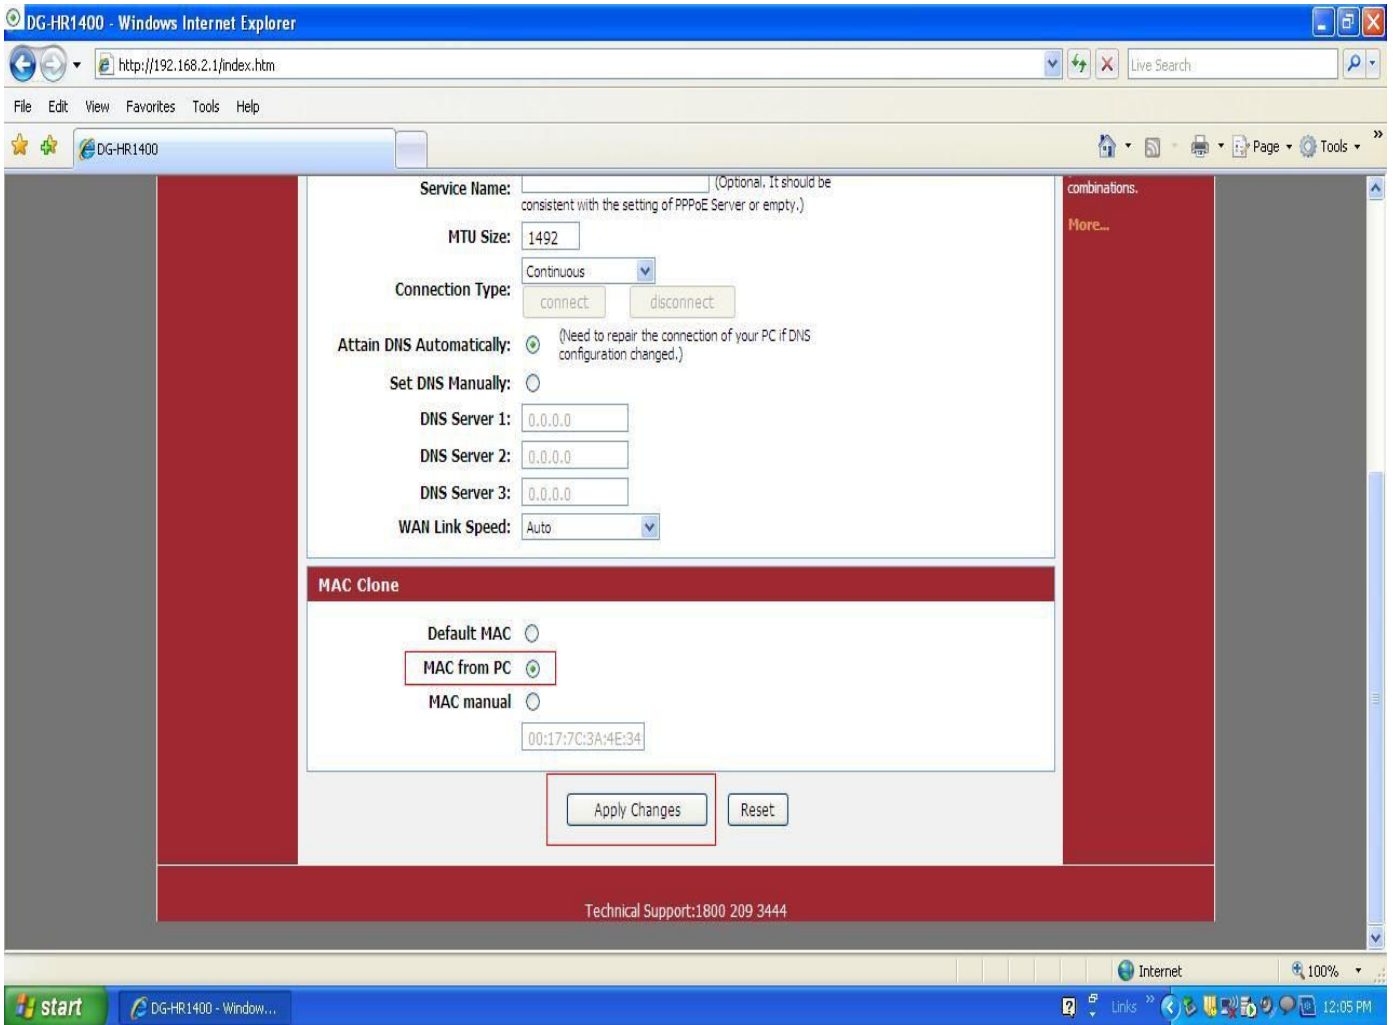 DG-HR1400 - Windows Internet Explorer
http://192.168.2.1/index.htm
Live Search
File Edit View Favorites Tools Help
DG-HR1400
Page Tools »
Service Name: (Optional. It should be
consistent with the setting of PPPoE Server or empty.)
combinations.
More...
MTU Size: 1492
Connection Type: Continuous
connect disconnect
Attain DNS Automatically: (Need to repair the connection of your PC if DNS
configuration changed.)
Set DNS Manually:
DNS Server 1: 0.0.0.0
DNS Server 2: 0.0.0.0
DNS Server 3: 0.0.0.0
WAN Link Speed: Auto
MAC Clone
Default MAC
MAC from PC
MAC manual
00:17:7C:3A:4E:34
Apply Changes Reset
Technical Support:1800 209 3444
Internet 100%
start DG-HR1400 - Window... Links » 12:05 PM